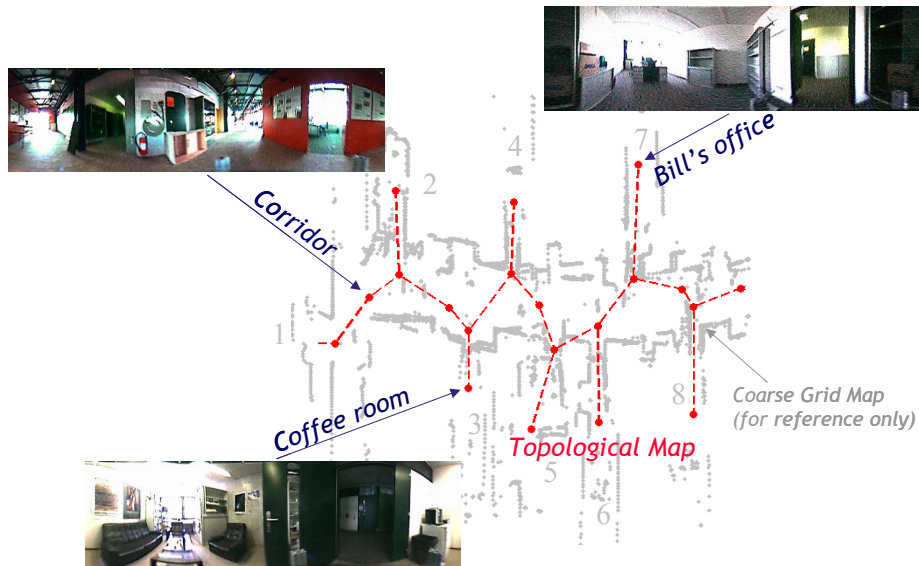 7
Bill's office
4
2
Corridor
1
8
Coarse Grid Map
(for reference only)
Coffee room
3
Topological Map
5
6